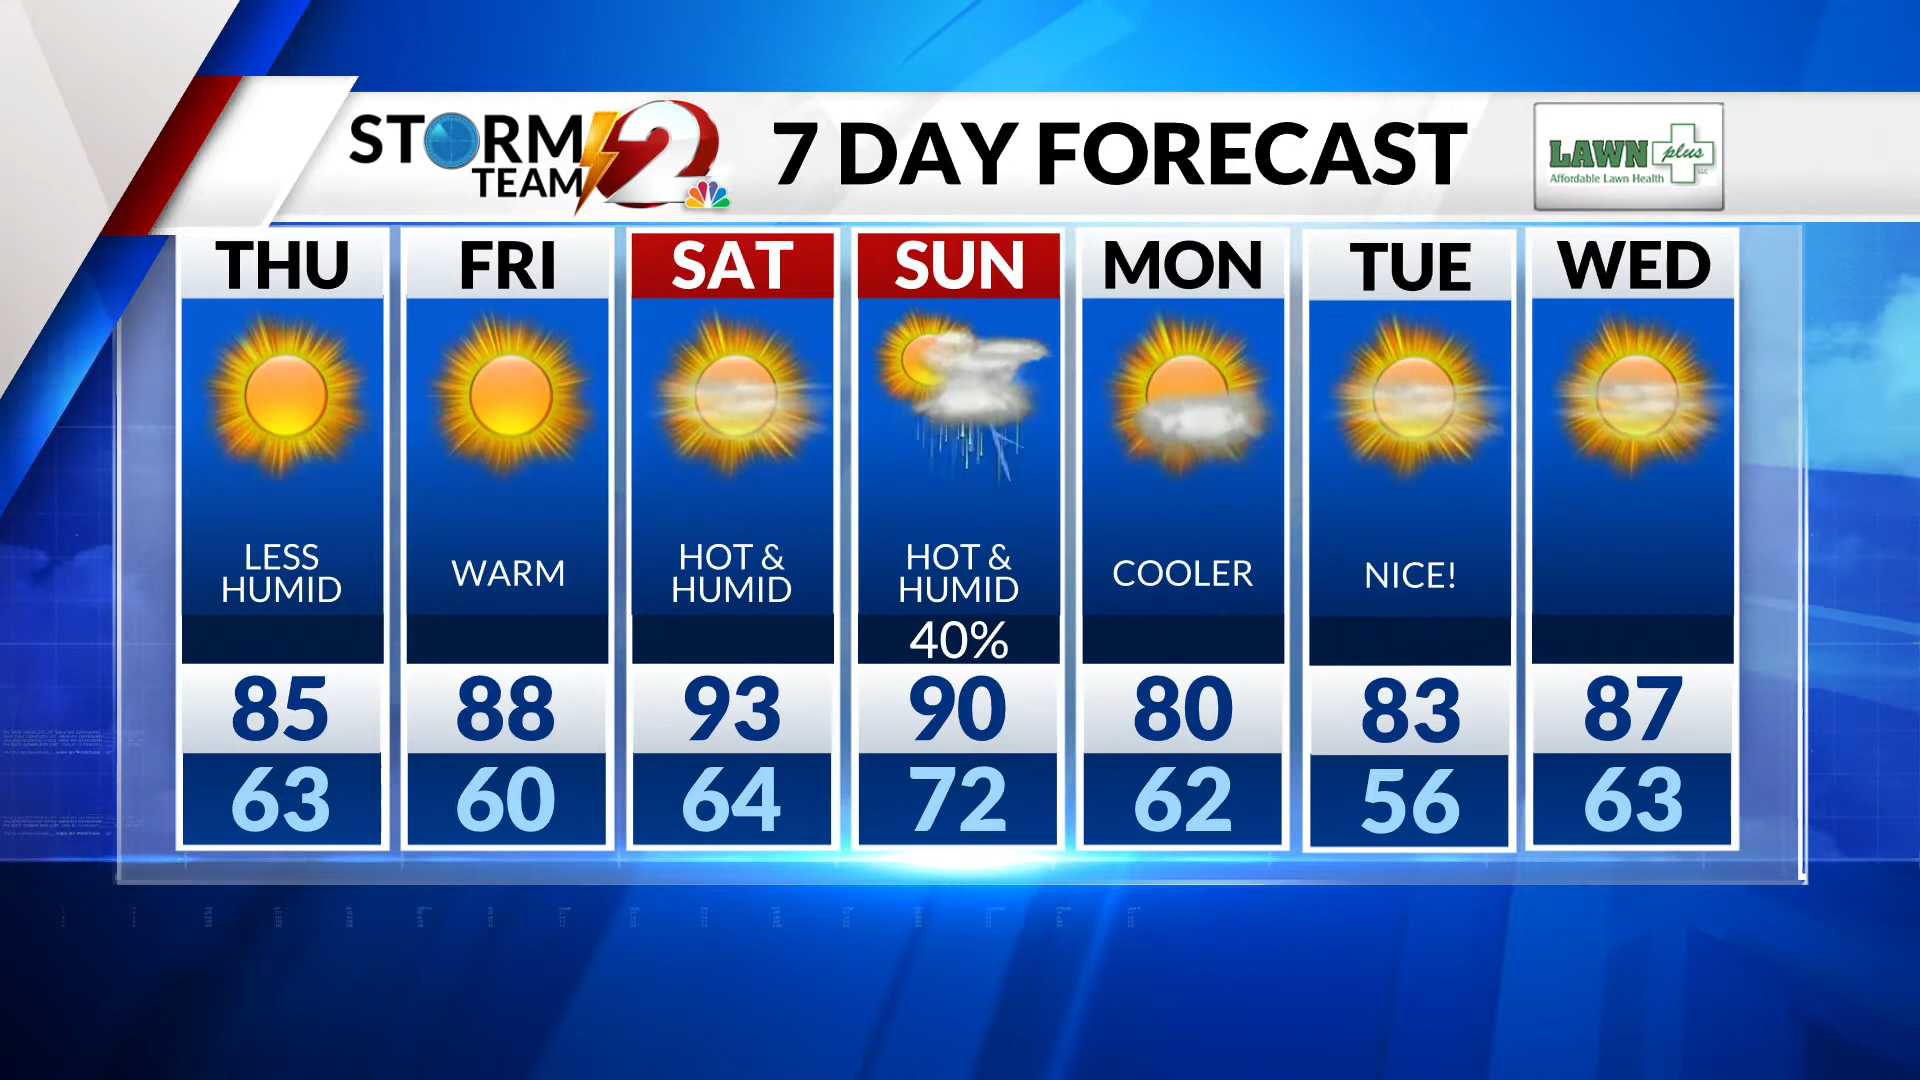 STORM
TEAM
2
7 DAY FORECAST
LAWN plus LLC
Affordable Lawn Health
THU FRI SAT SUN MON TUE WED
LESS
HUMID
WARM
HOT &
HUMID
HOT &
HUMID
COOLER
NICE!
40%
85 88 93 90 80 83 87
63 60 64 72 62 56 63